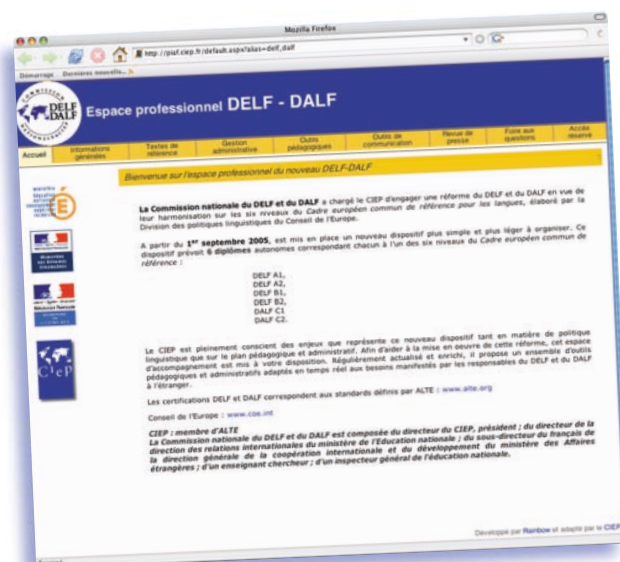 Mozilla Firefox
http://piaf.ciep.fr/default.aspx?alias=delf,dalf
Démarrage Dernières nouvelle...
DELF
DALF
Espace professionnel DELF - DALF
Accueil
Informations générales
Textes de référence
Gestion administrative
Outils pédagogiques
Outils de communication
Revue de presse
Foire aux questions
Accès réservé
Bienvenue sur l'espace professionnel du nouveau DELF-DALF
La Commission nationale du DELF et du DALF a chargé le CIEP d'engager une réforme du DELF et du DALF en vue de
leur harmonisation sur les six niveaux du Cadre européen commun de référence pour les langues, élaboré par la
Division des politiques linguistiques du Conseil de l'Europe.
A partir du 1er septembre 2005, est mis en place un nouveau dispositif plus simple et plus léger à organiser. Ce
dispositif prévoit 6 diplômes autonomes correspondant chacun à l'un des six niveaux du Cadre européen commun de
référence :
DELF A1,
DELF A2,
DELF B1,
DELF B2,
DALF C1
DALF C2.
Le CIEP est pleinement conscient des enjeux que représente ce nouveau dispositif tant en matière de politique
linguistique que sur le plan pédagogique et administratif. Afin d'aider à la mise en oeuvre de cette réforme, cet espace
d'accompagnement est mis à votre disposition. Régulièrement actualisé et enrichi, il propose un ensemble d'outils
pédagogiques et administratifs adaptés en temps réel aux besoins manifestés par les responsables du DELF et du DALF
à l'étranger.
Les certifications DELF et DALF correspondent aux standards définis par ALTE : www.alte.org
Conseil de l'Europe : www.coe.int
CIEP : membre d'ALTE
La Commission nationale du DELF et du DALF est composée du directeur du CIEP, président ; du directeur de la
direction des relations internationales du ministère de l'Education nationale ; du sous-directeur du français de
la direction générale de la coopération internationale et du développement du ministère des Affaires
étrangères ; d'un enseignant chercheur ; d'un inspecteur général de l'éducation nationale.
CIEP
Développé par Rainbow et adapté par le CIEP